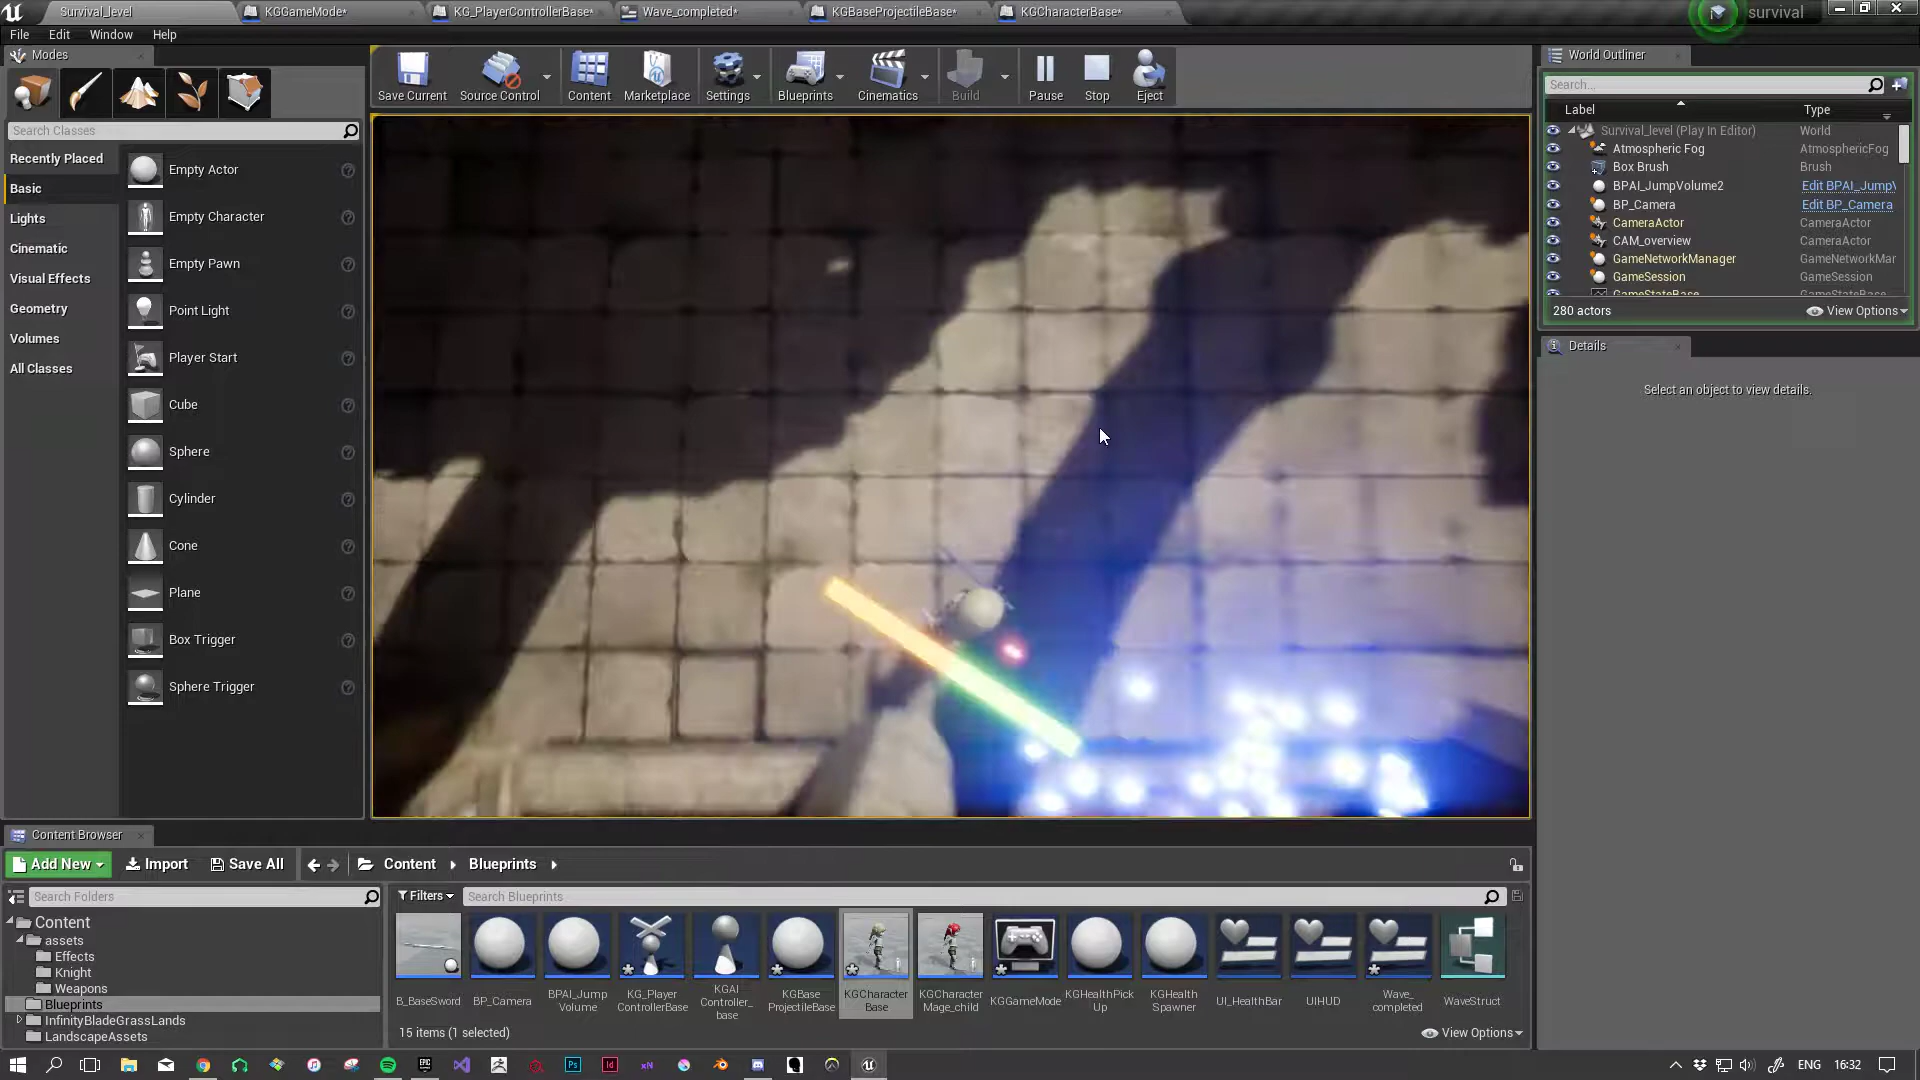 Survival_level
KGGameMode*
KG_PlayerControllerBase*
Wave_completed*
KGBaseProjectileBase*
KGCharacterBase*
survival
File
Edit
Window
Help
Modes
Search Classes
Recently Placed
Basic
Lights
Cinematic
Visual Effects
Geometry
Volumes
All Classes
Empty Actor
Empty Character
Empty Pawn
Point Light
Player Start
Cube
Sphere
Cylinder
Cone
Plane
Box Trigger
Sphere Trigger
Save Current
Source Control
Content
Marketplace
Settings
Blueprints
Cinematics
Build
Pause
Stop
Eject
World Outliner
Search...
Label
Type
Survival_level (Play In Editor)
World
Atmospheric Fog
AtmosphericFog
Box Brush
Brush
BPAI_JumpVolume2
Edit BPAI_JumpV
BP_Camera
Edit BP_Camera
CameraActor
CameraActor
CAM_overview
CameraActor
GameNetworkManager
GameNetworkMar
GameSession
GameSession
GameStateBase
GameStateBase
280 actors
View Options
Details
Select an object to view details.
Content Browser
Add New
Import
Save All
Content
Blueprints
Search Folders
Filters
Search Blueprints
Content
assets
Effects
Knight
Weapons
Blueprints
InfinityBladeGrassLands
LandscapeAssets
B_BaseSword
BP_Camera
BPAI_Jump
Volume
KG_Player
ControllerBase
KGAI
Controller_
base
KGBase
ProjectileBase
KGCharacter
Base
KGCharacter
Mage_child
KGGameMode
KGHealthPick
Up
KGHealth
Spawner
UI_HealthBar
UIHUD
Wave_
completed
WaveStruct
15 items (1 selected)
View Options
ENG
16:32